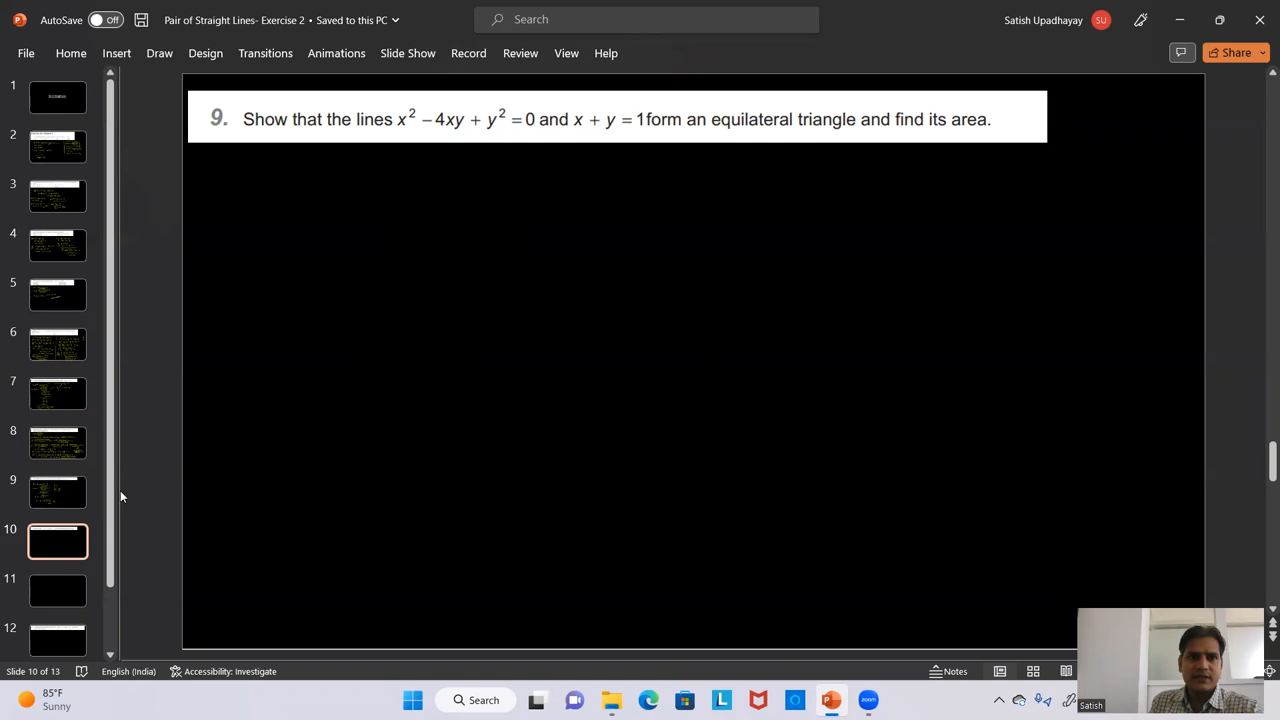 AutoSave Off Pair of Straight Lines- Exercise 2 • Saved to this PC Search Satish Upadhayay SU
File Home Insert Draw Design Transitions Animations Slide Show Record Review View Help Share
9. Show that the lines x² − 4xy + y² = 0 and x + y = 1form an equilateral triangle and find its area.
1
2
3
4
5
6
7
8
9
10
11
12
Satish
Slide 10 of 13 English (India) Accessibility: Investigate Notes
85°F
Sunny
Search